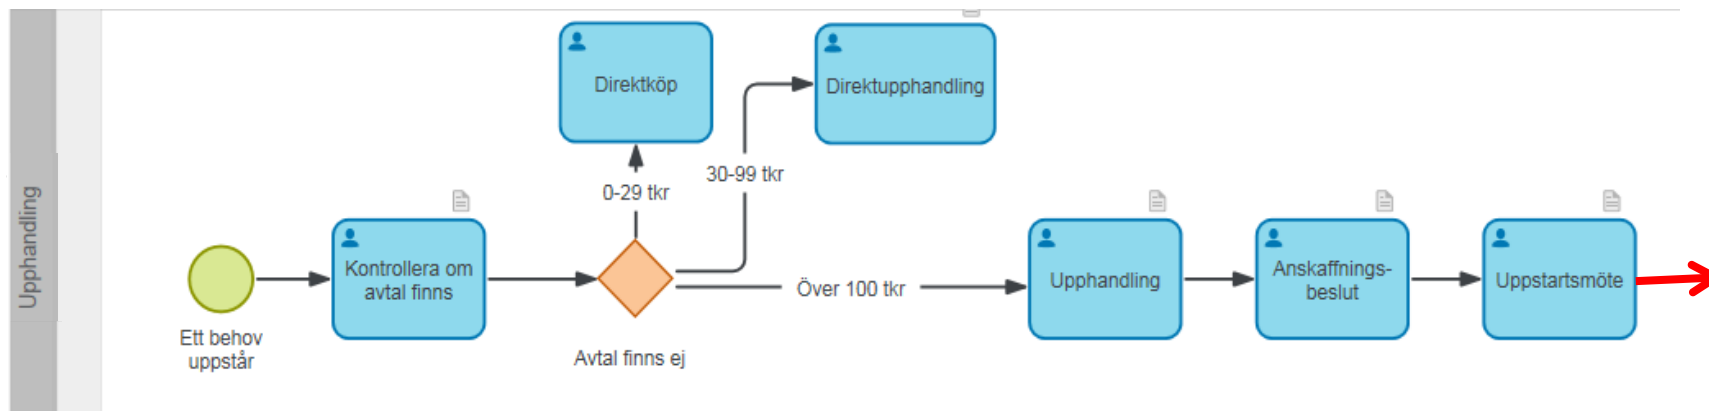 Upphandling
Ett behov
uppstår
Kontrollera om
avtal finns
Avtal finns ej
0-29 tkr
Direktköp
30-99 tkr
Direktupphandling
Över 100 tkr
Upphandling
Anskaffnings-
beslut
Uppstartsmöte